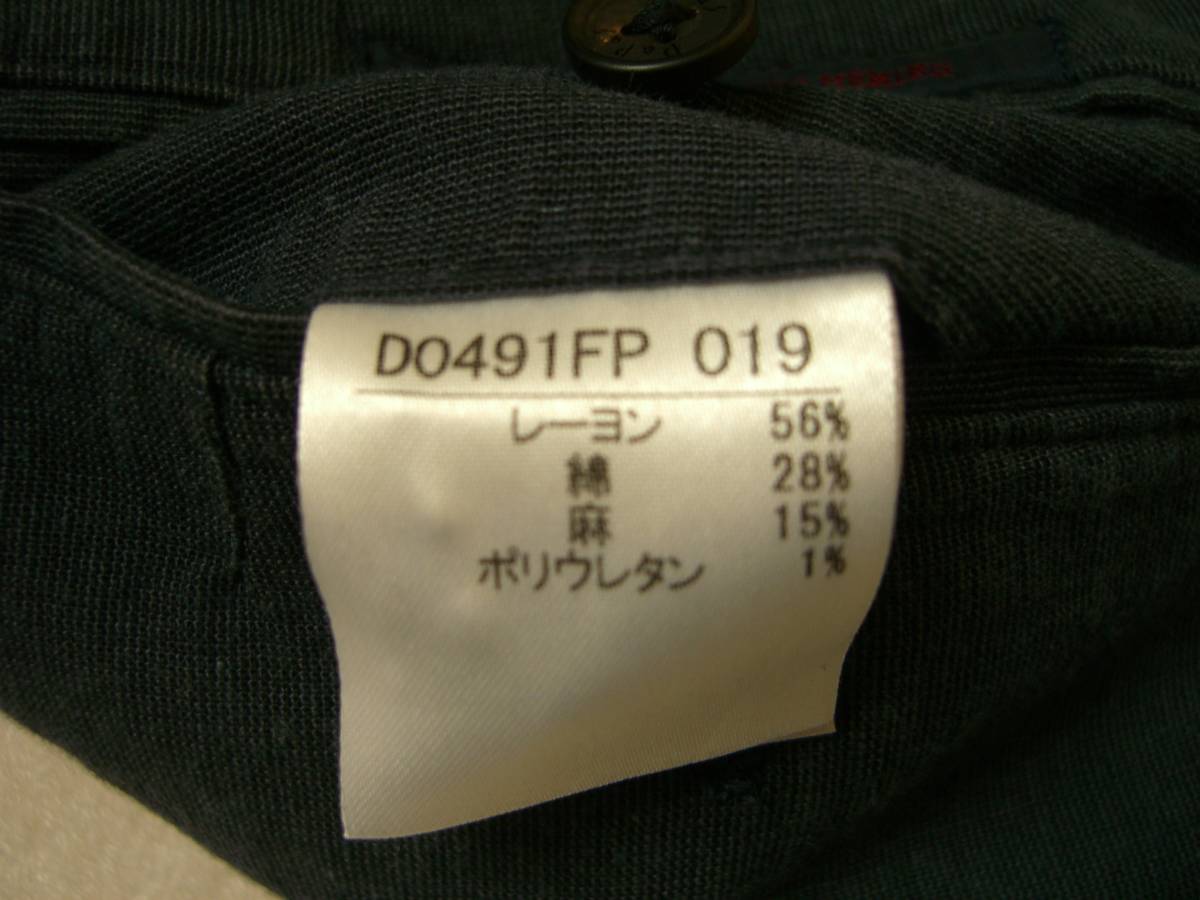 D0491FP 019
レーヨン 56%
綿 28%
麻 15%
ポリウレタン 1%